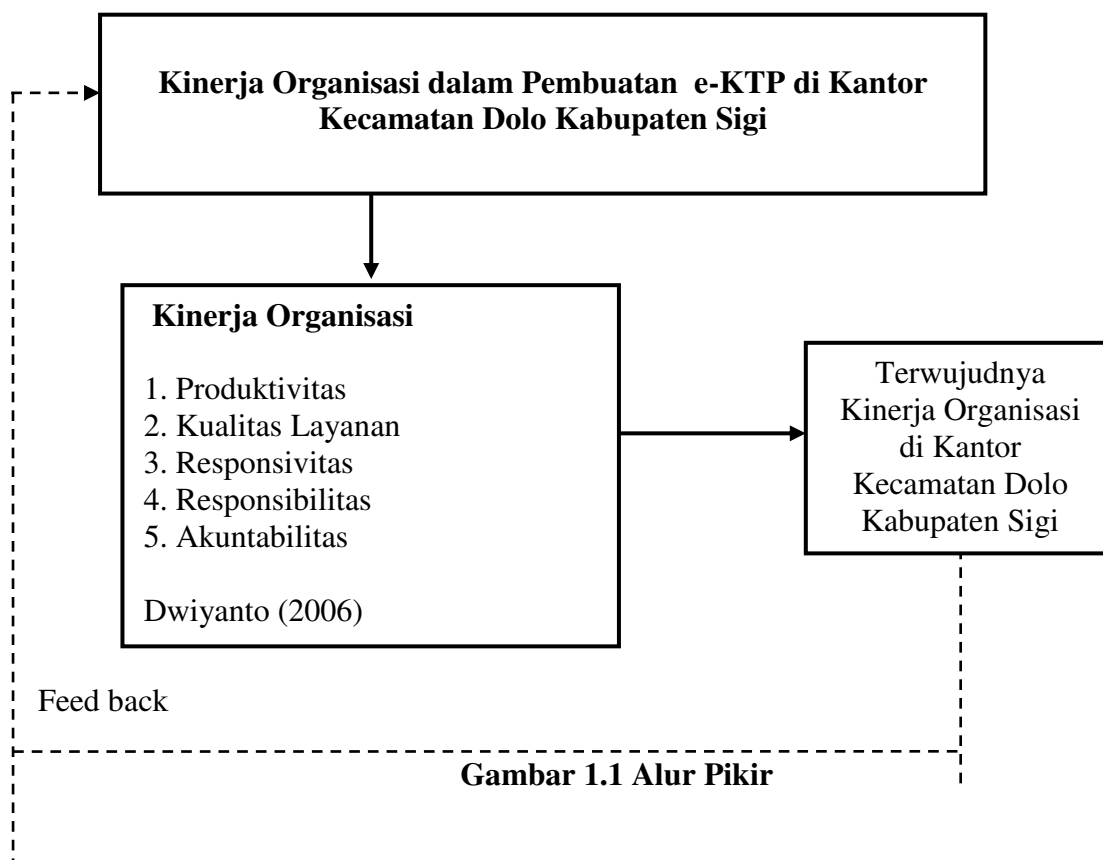 Kinerja Organisasi dalam Pembuatan e-KTP di Kantor
Kecamatan Dolo Kabupaten Sigi
Kinerja Organisasi
1. Produktivitas
2. Kualitas Layanan
3. Responsivitas
4. Responsibilitas
5. Akuntabilitas
Dwiyanto (2006)
Terwujudnya
Kinerja Organisasi
di Kantor
Kecamatan Dolo
Kabupaten Sigi
Feed back
Gambar 1.1 Alur Pikir